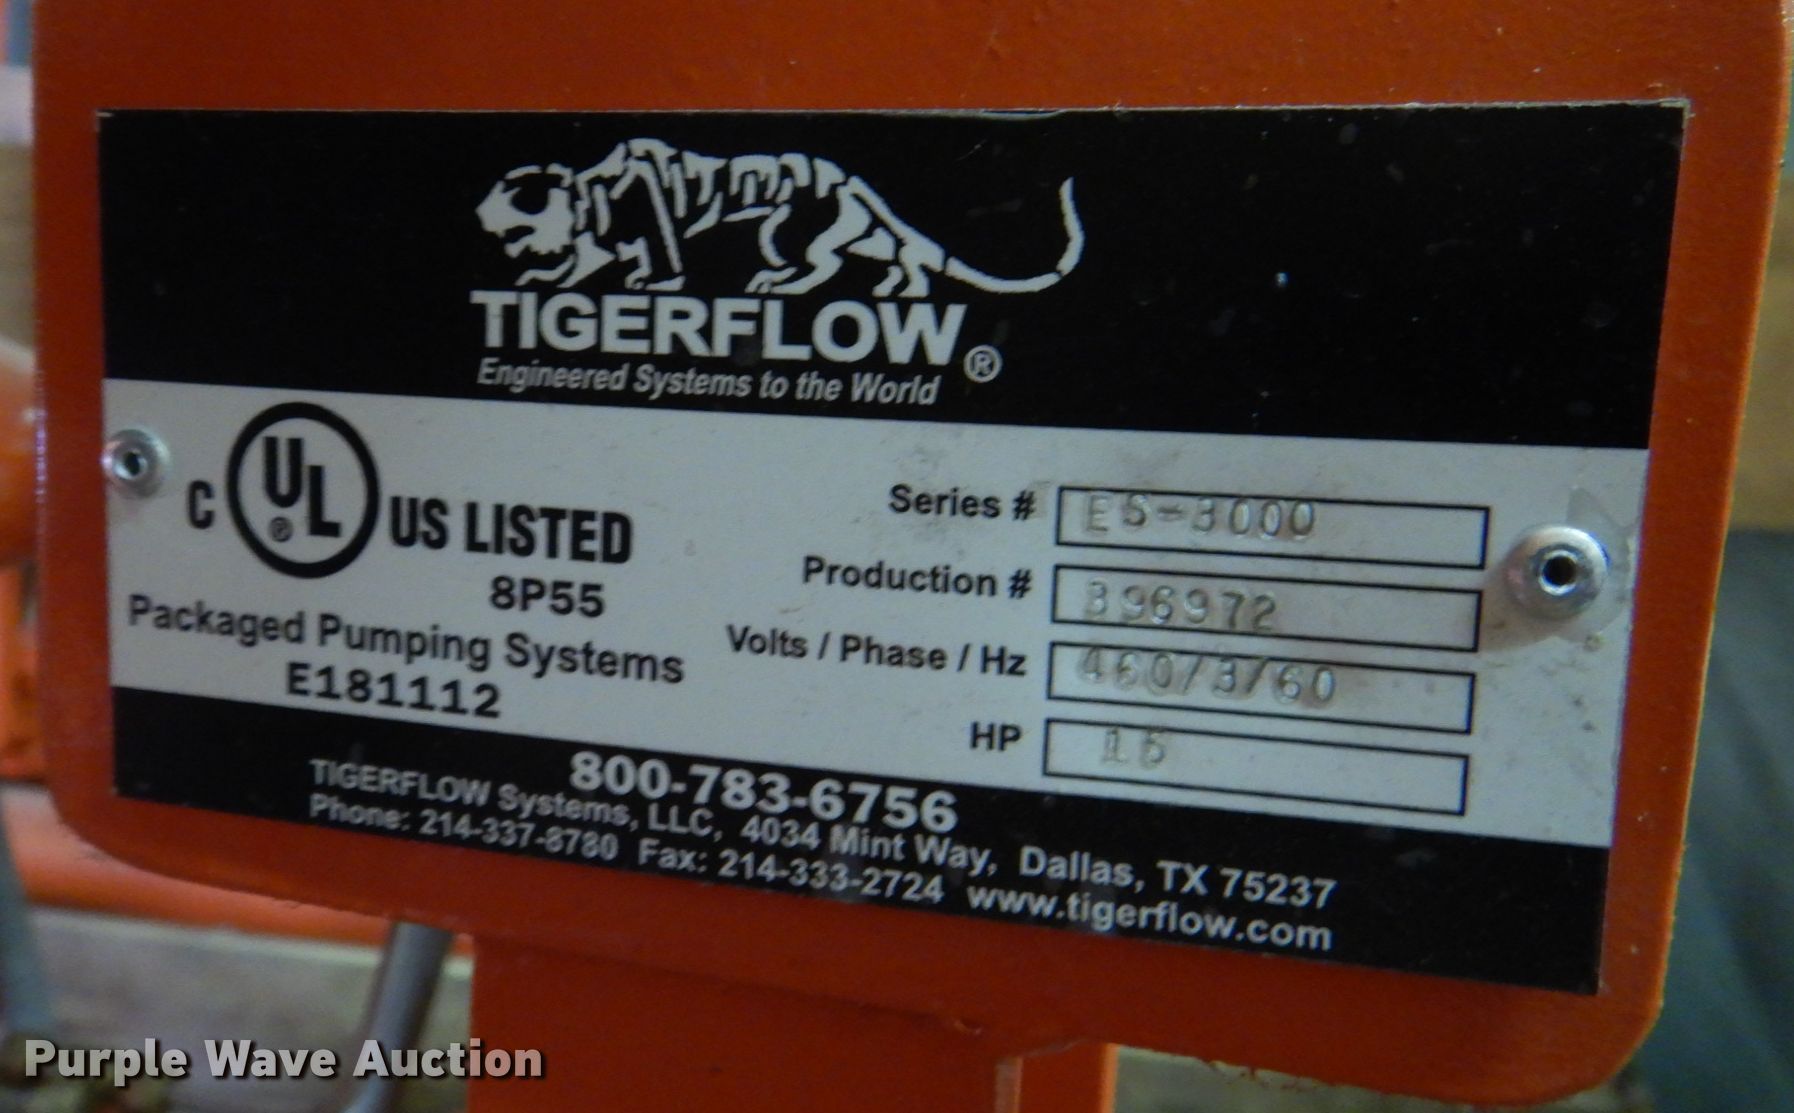 TIGERFLOW®
Engineered Systems to the World
C UL® US LISTED
8P55
Packaged Pumping Systems
E181112
Series # ES-3000
Production # 396972
Volts / Phase / Hz 460/3/60
HP 15
800-783-6756
TIGERFLOW Systems, LLC, 4034 Mint Way, Dallas, TX 75237
Phone: 214-337-8780 Fax: 214-333-2724 www.tigerflow.com
Purple Wave Auction